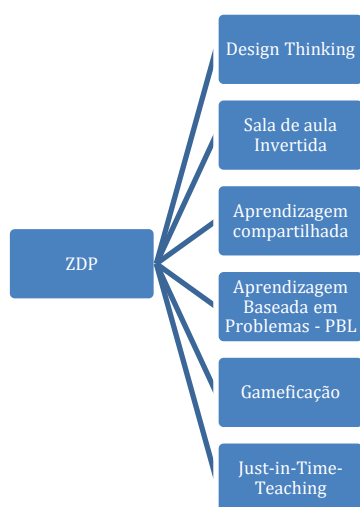 Design Thinking
Sala de aula
Invertida
Aprendizagem
compartilhada
ZDP
Aprendizagem
Baseada em
Problemas - PBL
Gameficação
Just-in-Time-
Teaching